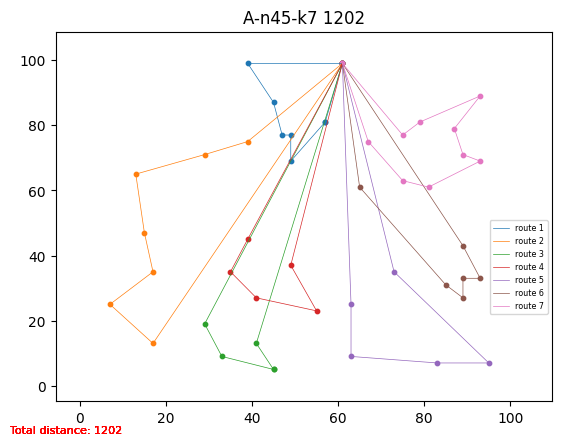 A-n45-k7 1202
100
80
60
40
20
0
route 1
route 2
route 3
route 4
route 5
route 6
route 7
0 20 40 60 80 100
Total distance: 1202